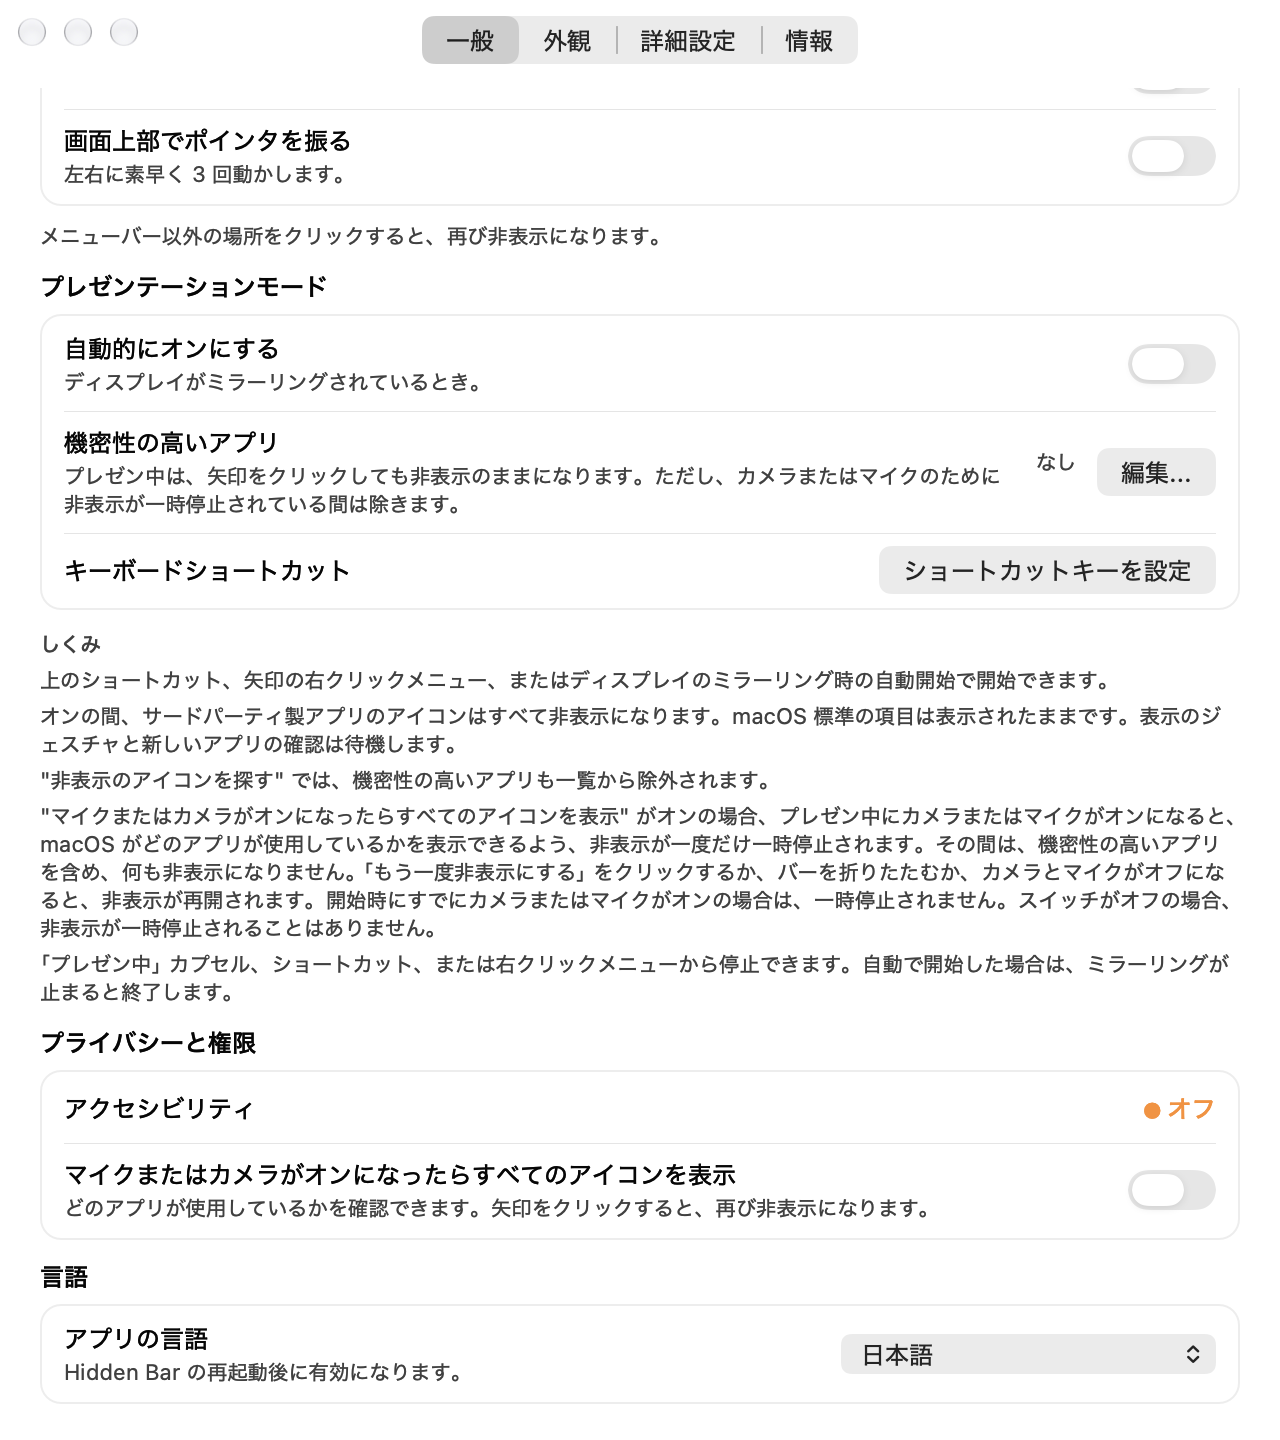 一般
外観
詳細設定
情報
画面上部でポインタを振る
左右に素早く 3 回動かします。
メニューバー以外の場所をクリックすると、再び非表示になります。
プレゼンテーションモード
自動的にオンにする
ディスプレイがミラーリングされているとき。
機密性の高いアプリ
プレゼン中は、矢印をクリックしても非表示のままになります。ただし、カメラまたはマイクのために
非表示が一時停止されている間は除きます。
なし
編集...
キーボードショートカット
ショートカットキーを設定
しくみ
上のショートカット、矢印の右クリックメニュー、またはディスプレイのミラーリング時の自動開始で開始できます。
オンの間、サードパーティ製アプリのアイコンはすべて非表示になります。macOS 標準の項目は表示されたままです。表示のジ
ェスチャと新しいアプリの確認は待機します。
"非表示のアイコンを探す" では、機密性の高いアプリも一覧から除外されます。
"マイクまたはカメラがオンになったらすべてのアイコンを表示" がオンの場合、プレゼン中にカメラまたはマイクがオンになると、
macOS がどのアプリが使用しているかを表示できるよう、非表示が一度だけ一時停止されます。その間は、機密性の高いアプリ
を含め、何も非表示になりません。「もう一度非表示にする」をクリックするか、バーを折りたたむか、カメラとマイクがオフにな
ると、非表示が再開されます。開始時にすでにカメラまたはマイクがオンの場合は、一時停止されません。スイッチがオフの場合、
非表示が一時停止されることはありません。
「プレゼン中」カプセル、ショートカット、または右クリックメニューから停止できます。自動で開始した場合は、ミラーリングが
止まると終了します。
プライバシーと権限
アクセシビリティ
オフ
マイクまたはカメラがオンになったらすべてのアイコンを表示
どのアプリが使用しているかを確認できます。矢印をクリックすると、再び非表示になります。
言語
アプリの言語
Hidden Bar の再起動後に有効になります。
日本語